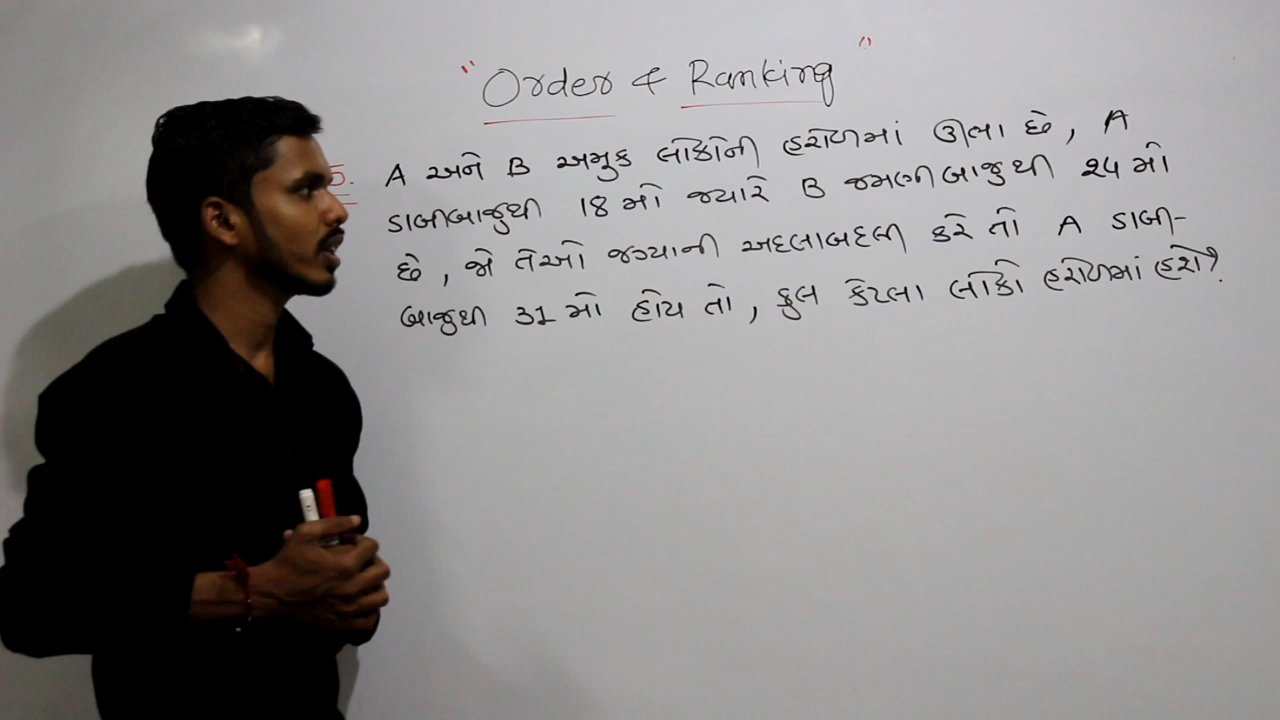 "Order & Ranking"
5. A અને B અમુક લોકોની હરોળમાં ઊભા છે, A
ડાબીબાજુથી 18 મો જ્યારે B જમણીબાજુથી 24 મો
છે, જો તેઓ જગ્યાની અદલાબદલી કરે તો A ડાબી-
બાજુથી 31 મો હોય તો, કુલ કેટલા લોકો હરોળમાં હશે?